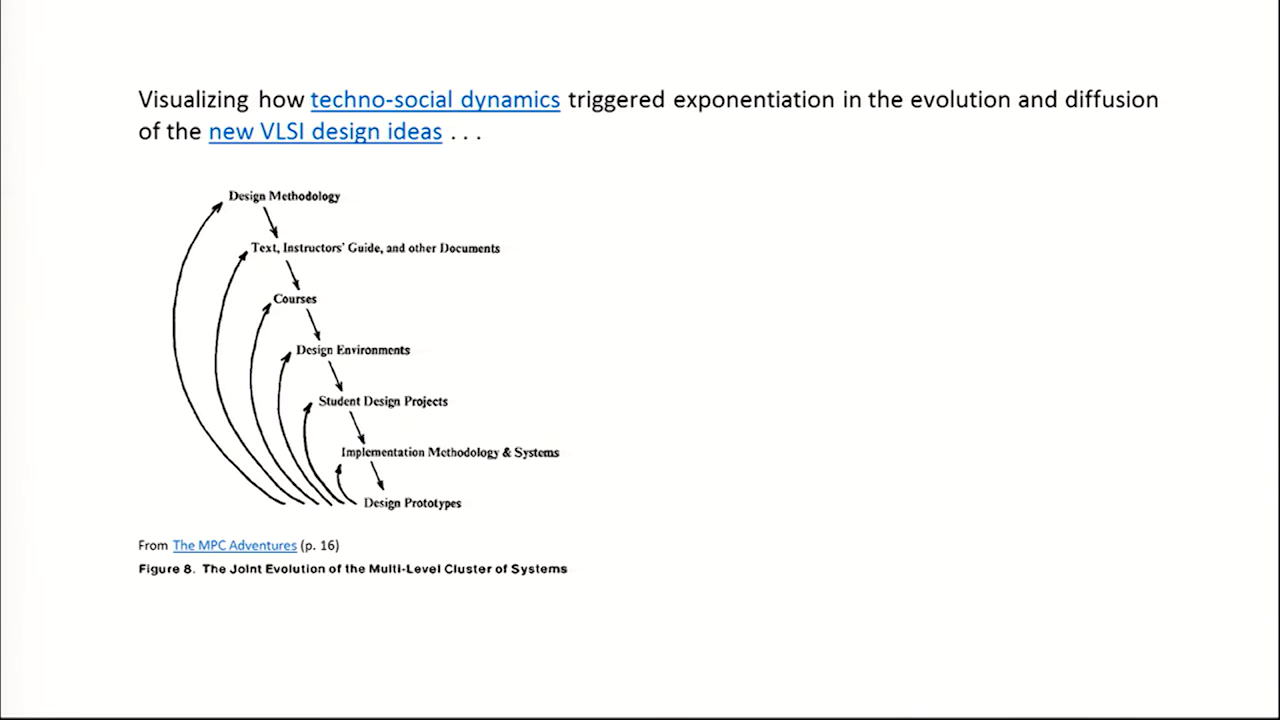 Visualizing how techno-social dynamics triggered exponentiation in the evolution and diffusion
of the new VLSI design ideas . . .
Design Methodology
Text, Instructors' Guide, and other Documents
Courses
Design Environments
Student Design Projects
Implementation Methodology & Systems
Design Prototypes
From The MPC Adventures (p. 16)
Figure 8. The Joint Evolution of the Multi-Level Cluster of Systems